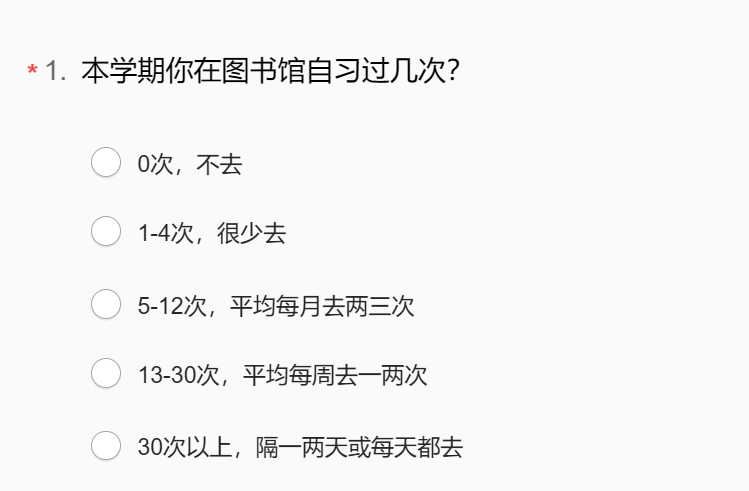 * 1. 本学期你在图书馆自习过几次？
0次，不去
1-4次，很少去
5-12次，平均每月去两三次
13-30次，平均每周去一两次
30次以上，隔一两天或每天都去